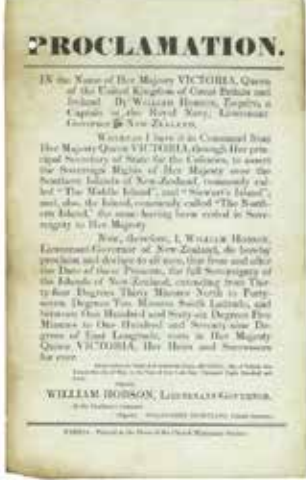 PROCLAMATION.
IN the Name of Her Majesty VICTORIA, Queen
of the United Kingdom of Great Britain and
Ireland By WILLIAM HOBSON, Esquire, a
Captain in the Royal Navy, Lieutenant
Governor of NEW-ZEALAND.
WHEREAS I have it in Command from
Her Majesty Queen VICTORIA, through Her prin-
cipal Secretary of State for the Colonies, to assert
the Sovereign Rights of Her Majesty over the
Southern Islands of New-Zealand, commonly cal-
led "The Middle Island", and "Stewart's Island";
and, also, the Island, commonly called "The North-
ern Island," the same having been ceded in Sove-
reignty to Her Majesty
Now, therefore, I, WILLIAM HOBSON,
Lieutenant-Governor of New-Zealand, do hereby
proclaim and declare to all men, that from and after
the Date of these Presents, the full Sovereignty of
the Islands of New-Zealand, extending from Thir-
ty-four Degrees Thirty Minutes North to Forty-
seven Degrees Ten Minutes South Latitude, and
between One Hundred and Sixty-six Degrees Five
Minutes to One Hundred and Seventy-nine De-
grees of East Longitude, vests in Her Majesty
Queen VICTORIA, Her Heirs and Successors
for ever.
WILLIAM HOBSON, LIEUTENANT-GOVERNOR.